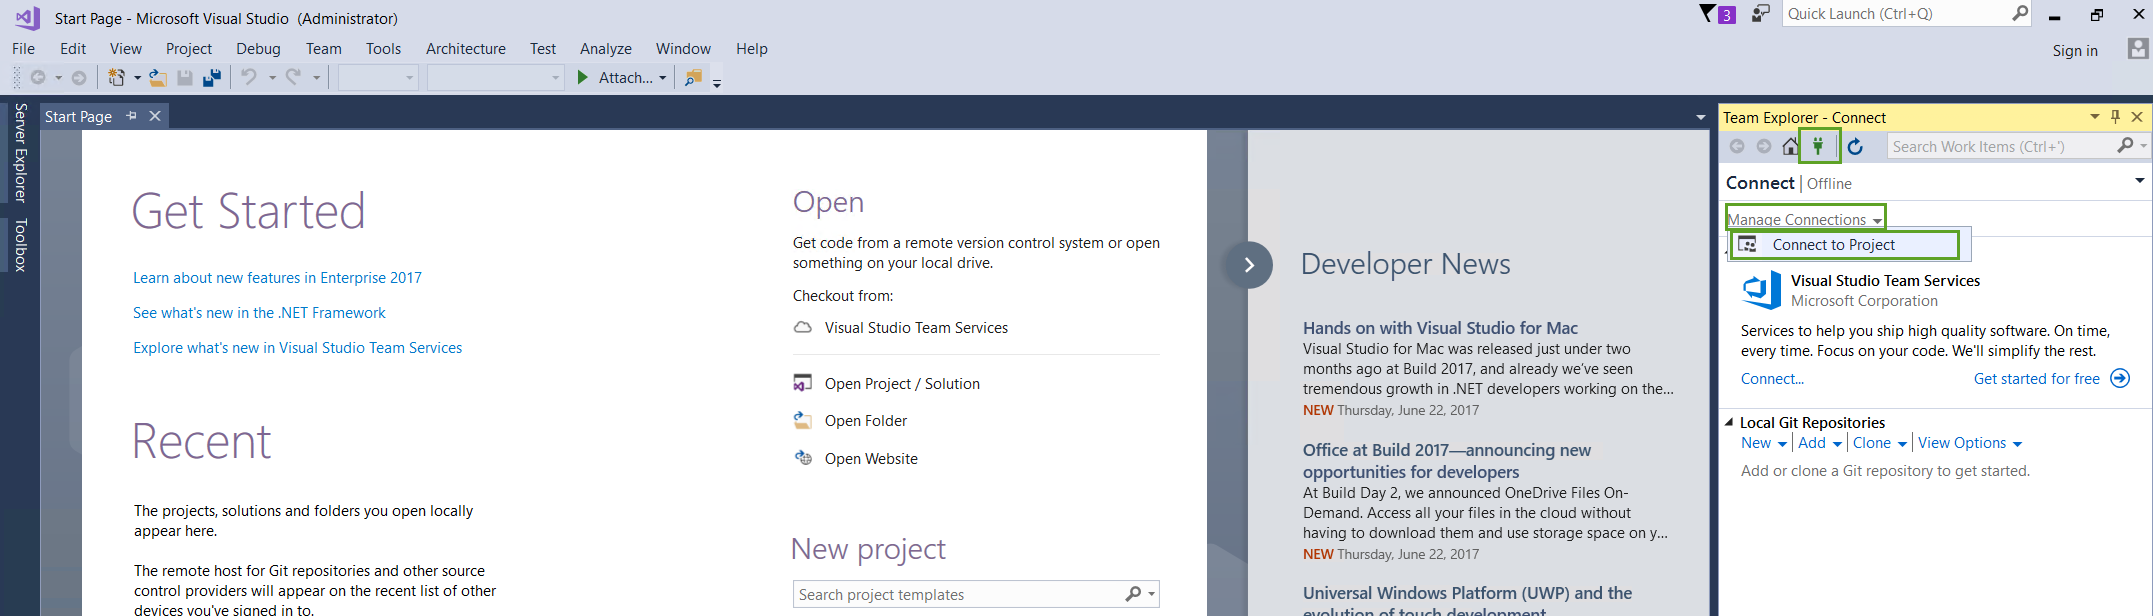 Start Page - Microsoft Visual Studio (Administrator)
3
Quick Launch (Ctrl+Q)
File Edit View Project Debug Team Tools Architecture Test Analyze Window Help
Sign in
Attach...
Server Explorer
Toolbox
Start Page
Get Started
Learn about new features in Enterprise 2017
See what's new in the .NET Framework
Explore what's new in Visual Studio Team Services
Recent
The projects, solutions and folders you open locally
appear here.
The remote host for Git repositories and other source
control providers will appear on the recent list of other
devices you've signed in to.
Open
Get code from a remote version control system or open
something on your local drive.
Checkout from:
Visual Studio Team Services
Open Project / Solution
Open Folder
Open Website
New project
Search project templates
Developer News
Hands on with Visual Studio for Mac
Visual Studio for Mac was released just under two
months ago at Build 2017, and already we've seen
tremendous growth in .NET developers working on the...
NEW Thursday, June 22, 2017
Office at Build 2017—announcing new
opportunities for developers
At Build Day 2, we announced OneDrive Files On-
Demand. Access all your files in the cloud without
having to download them and use storage space on y...
NEW Thursday, June 22, 2017
Universal Windows Platform (UWP) and the
evolution of touch development
Team Explorer - Connect
Search Work Items (Ctrl+')
Connect | Offline
Manage Connections
Connect to Project
Visual Studio Team Services
Microsoft Corporation
Services to help you ship high quality software. On time,
every time. Focus on your code. We'll simplify the rest.
Connect... Get started for free
Local Git Repositories
New Add Clone View Options
Add or clone a Git repository to get started.